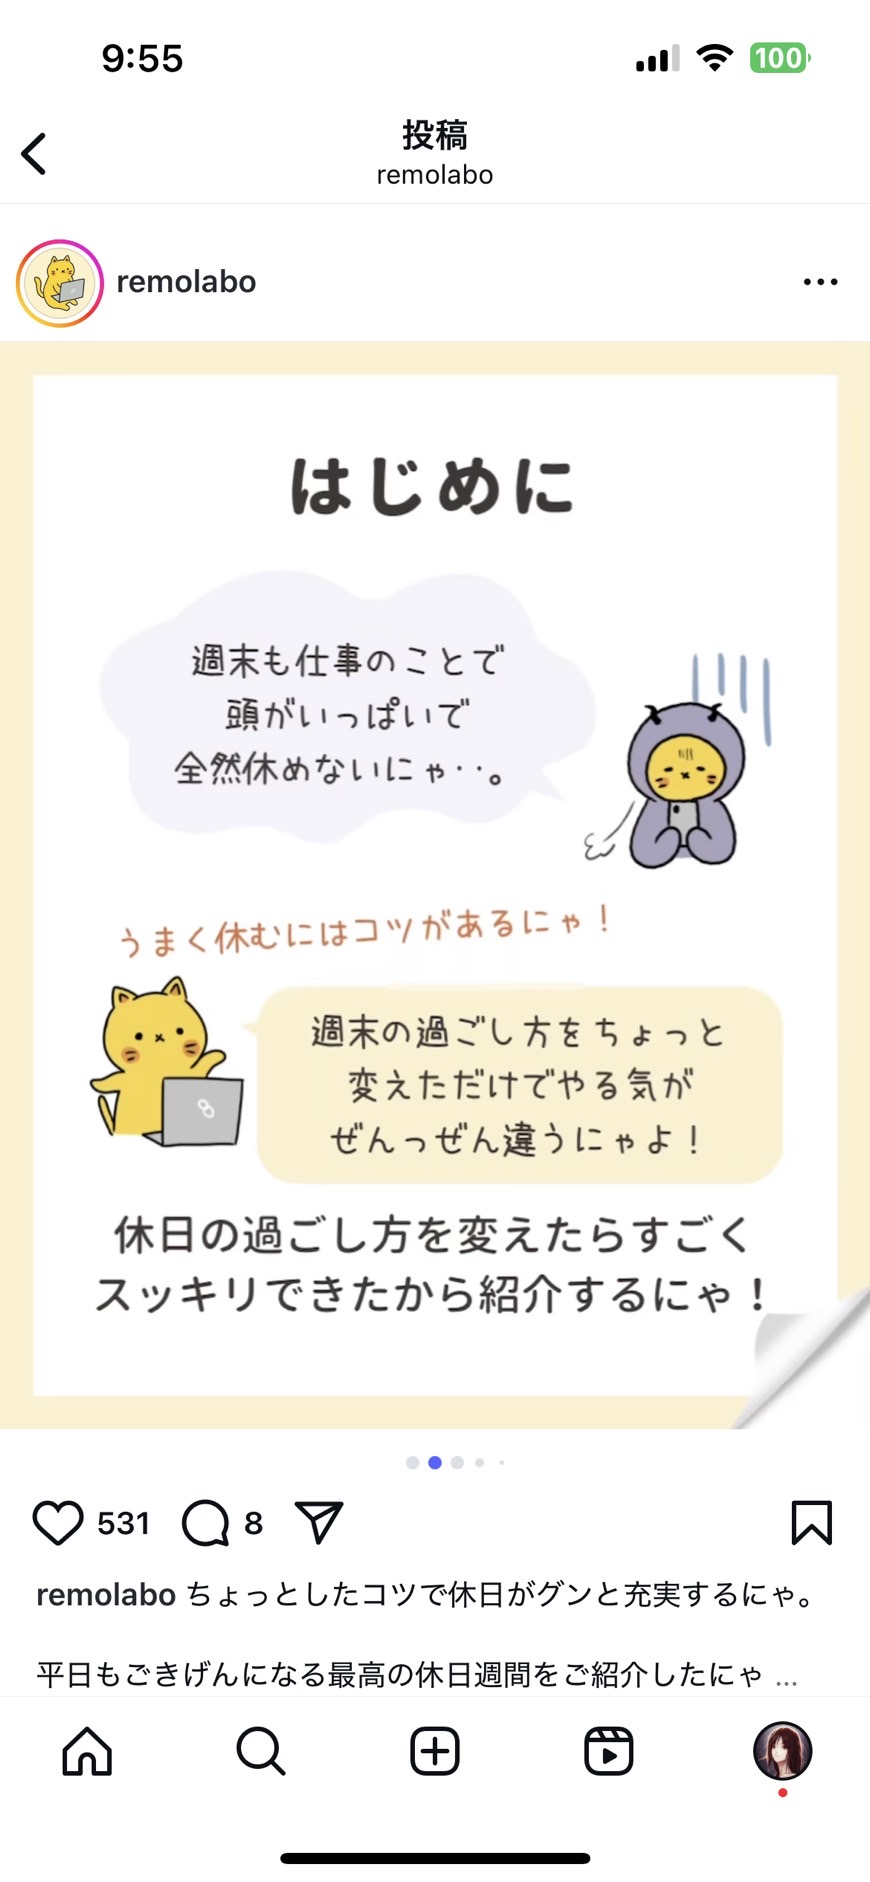 9:55
100
投稿
remolabo
remolabo
はじめに
週末も仕事のことで
頭がいっぱいで
全然休めないにゃ‥。
うまく休むにはコツがあるにゃ！
週末の過ごし方をちょっと
変えただけでやる気が
ぜんっぜん違うにゃよ！
休日の過ごし方を変えたらすごく
スッキリできたから紹介するにゃ！
531 8
remolabo ちょっとしたコツで休日がグンと充実するにゃ。
平日もごきげんになる最高の休日週間をご紹介したにゃ ...